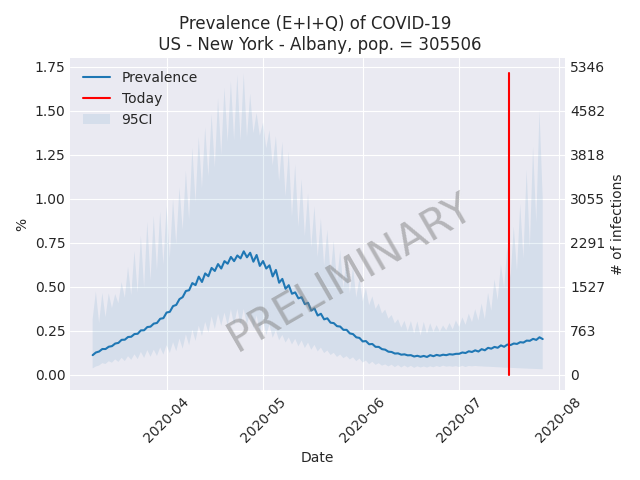 Prevalence (E+I+Q) of COVID-19
US - New York - Albany, pop. = 305506
Prevalence
Today
95CI
1.75
1.50
1.25
1.00
0.75
0.50
0.25
0.00
%
5346
4582
3818
3055
2291
1527
763
0
# of infections
PRELIMINARY
2020-04
2020-05
2020-06
2020-07
2020-08
Date